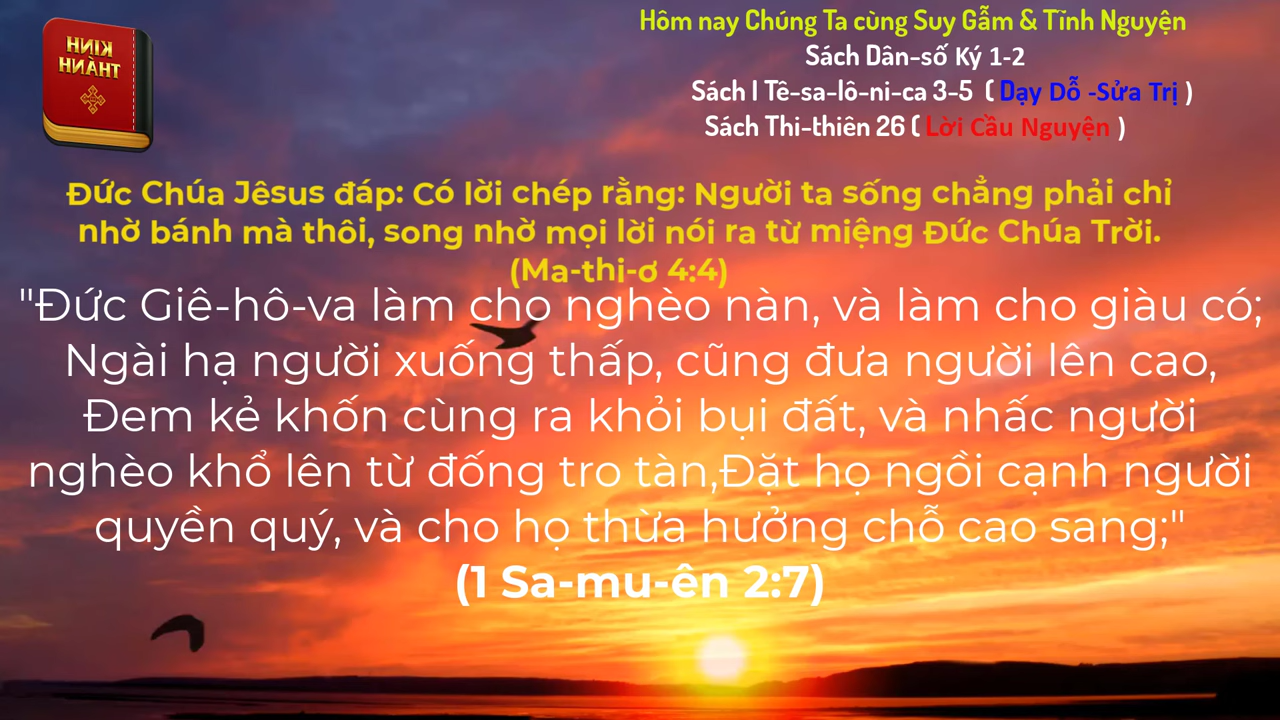 KINH
THÁNH
Hôm nay Chúng Ta cùng Suy Gẫm & Tĩnh Nguyện
Sách Dân-số Ký 1-2
Sách I Tê-sa-lô-ni-ca 3-5 ( Dạy Dỗ -Sửa Trị )
Sách Thi-thiên 26 ( Lời Cầu Nguyện )
Đức Chúa Jêsus đáp: Có lời chép rằng: Người ta sống chẳng phải chỉ
nhờ bánh mà thôi, song nhờ mọi lời nói ra từ miệng Đức Chúa Trời.
(Ma-thi-ơ 4:4)
"Đức Giê-hô-va làm cho nghèo nàn, và làm cho giàu có;
Ngài hạ người xuống thấp, cũng đưa người lên cao,
Đem kẻ khốn cùng ra khỏi bụi đất, và nhấc người
nghèo khổ lên từ đống tro tàn,Đặt họ ngồi cạnh người
quyền quý, và cho họ thừa hưởng chỗ cao sang;"
(1 Sa-mu-ên 2:7)